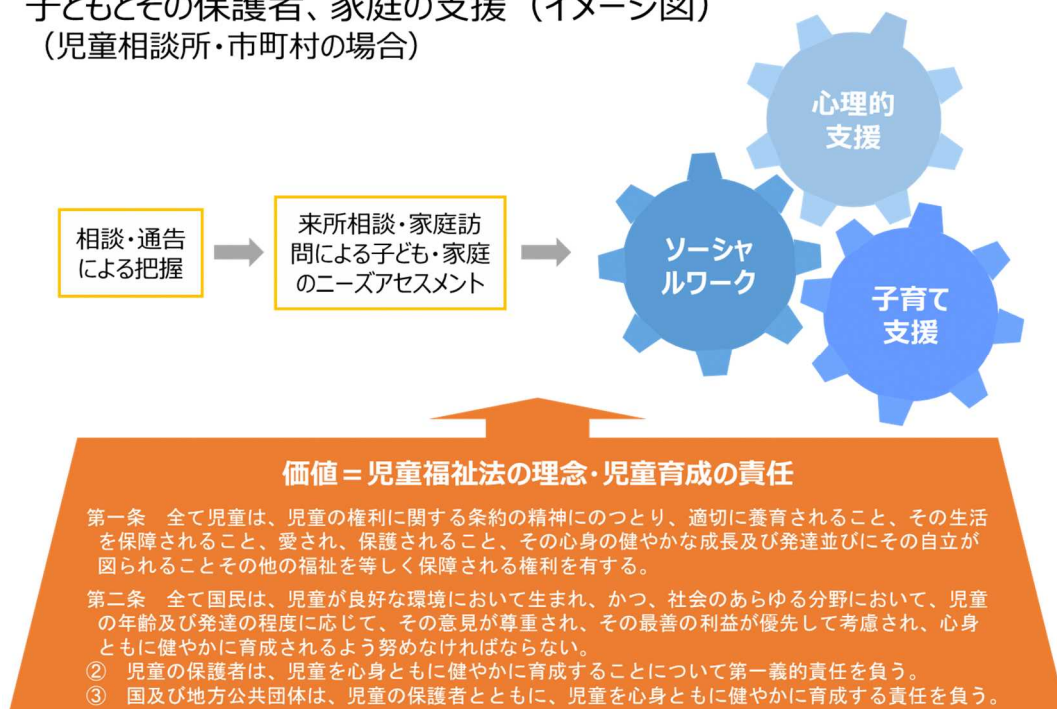 子どもとその保護者、家庭の支援（イメージ図）
（児童相談所・市町村の場合）
心理的
支援
相談・通告
による把握
来所相談・家庭訪
問による子ども・家庭
のニーズアセスメント
ソーシャ
ルワーク
子育て
支援
価値＝児童福祉法の理念・児童育成の責任
第一条　全て児童は、児童の権利に関する条約の精神にのつとり、適切に養育されること、その生活
を保障されること、愛され、保護されること、その心身の健やかな成長及び発達並びにその自立が
図られることその他の福祉を等しく保障される権利を有する。
第二条　全て国民は、児童が良好な環境において生まれ、かつ、社会のあらゆる分野において、児童
の年齢及び発達の程度に応じて、その意見が尊重され、その最善の利益が優先して考慮され、心身
ともに健やかに育成されるよう努めなければならない。
②　児童の保護者は、児童を心身ともに健やかに育成することについて第一義的責任を負う。
③　国及び地方公共団体は、児童の保護者とともに、児童を心身ともに健やかに育成する責任を負う。